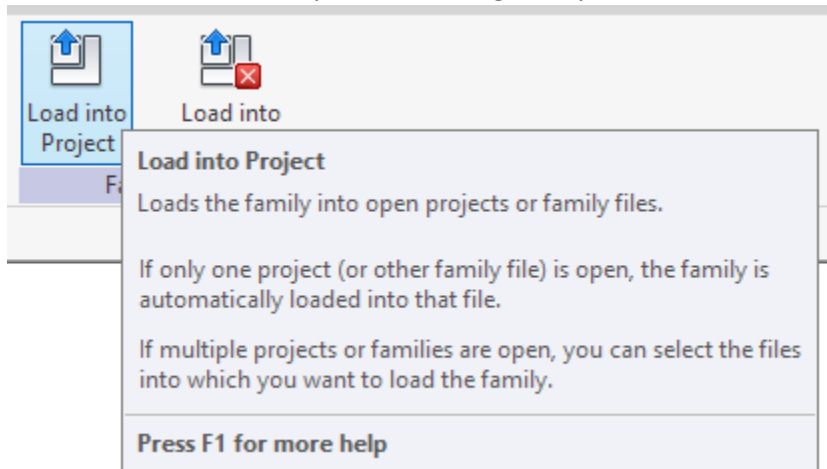 Load into
Project
Load into
Fa
Load into Project
Loads the family into open projects or family files.
If only one project (or other family file) is open, the family is
automatically loaded into that file.
If multiple projects or families are open, you can select the files
into which you want to load the family.
Press F1 for more help